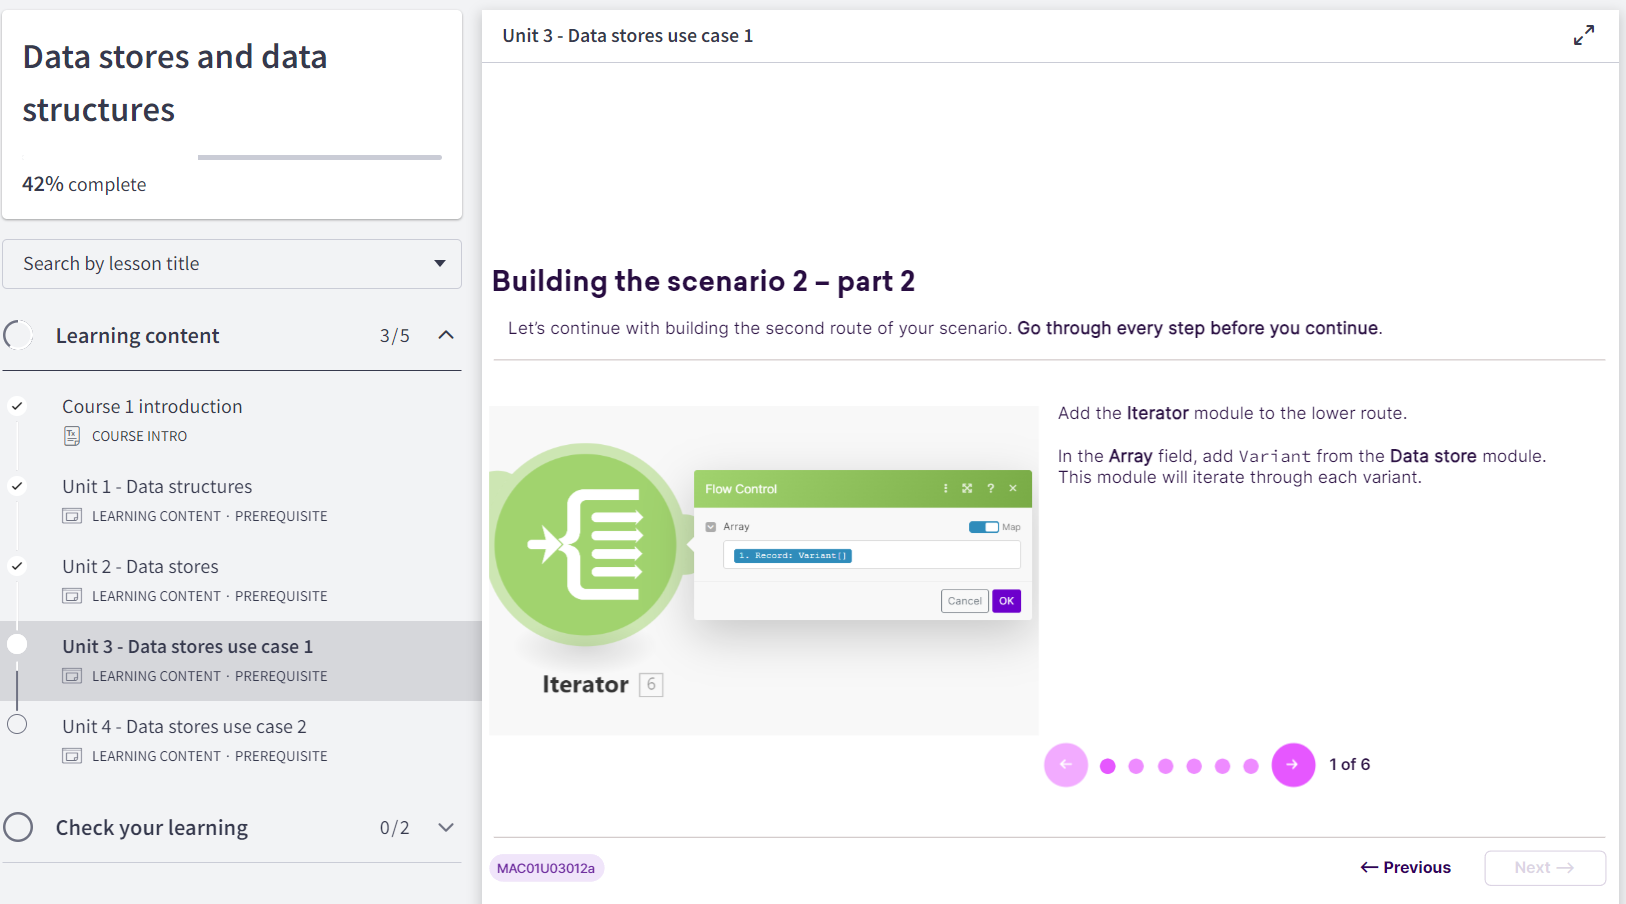 Data stores and data
structures
42% complete
Search by lesson title
Learning content 3/5
Course 1 introduction
Tx
COURSE INTRO
Unit 1 - Data structures
LEARNING CONTENT · PREREQUISITE
Unit 2 - Data stores
LEARNING CONTENT · PREREQUISITE
Unit 3 - Data stores use case 1
LEARNING CONTENT · PREREQUISITE
Unit 4 - Data stores use case 2
LEARNING CONTENT · PREREQUISITE
Check your learning 0/2
Unit 3 - Data stores use case 1
Building the scenario 2 – part 2
Let’s continue with building the second route of your scenario. Go through every step before you continue.
Flow Control ?
Array Map
1. Record: Variant[]
Cancel OK
Iterator 6
Add the Iterator module to the lower route.
In the Array field, add Variant from the Data store module.
This module will iterate through each variant.
1 of 6
MAC01U03012a
← Previous
Next →